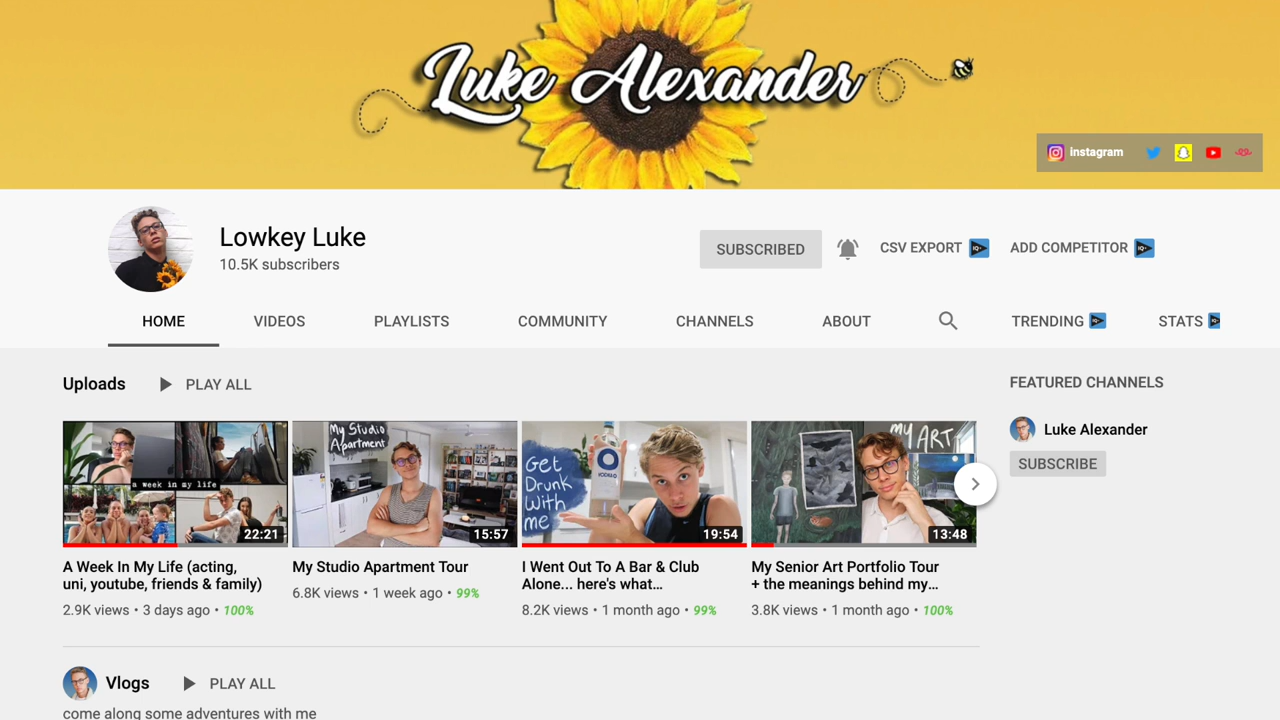 Luke Alexander
Instagram
Lowkey Luke
10.5K subscribers
SUBSCRIBED
CSV EXPORT
ADD COMPETITOR
HOME
VIDEOS
PLAYLISTS
COMMUNITY
CHANNELS
ABOUT
TRENDING
STATS
Uploads
PLAY ALL
FEATURED CHANNELS
Luke Alexander
SUBSCRIBE
a week in my life
22:21
My Studio
Apartment
15:57
Get
Drunk
With
me
19:54
MY ART
13:48
A Week In My Life (acting,
uni, youtube, friends & family)
2.9K views • 3 days ago • 100%
My Studio Apartment Tour
6.8K views • 1 week ago • 99%
I Went Out To A Bar & Club
Alone... here's what...
8.2K views • 1 month ago • 99%
My Senior Art Portfolio Tour
+ the meanings behind my...
3.8K views • 1 month ago • 100%
Vlogs
PLAY ALL
come along some adventures with me